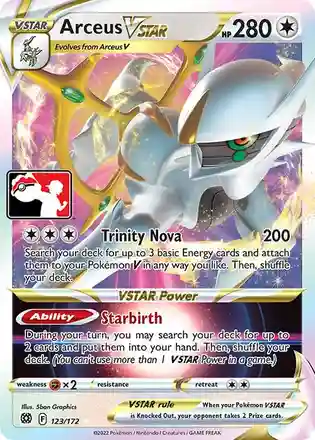 VSTAR Arceus VSTAR HP 280
Evolves from Arceus V
Trinity Nova 200
Search your deck for up to 3 basic Energy cards and attach
them to your Pokémon V in any way you like. Then, shuffle
your deck.
VSTAR Power
Ability Starbirth
During your turn, you may search your deck for up to
2 cards and put them into your hand. Then, shuffle your
deck. (You can't use more than 1 VSTAR Power in a game.)
weakness ×2 resistance retreat
Illus. 5ban Graphics
VSTAR rule When your Pokémon VSTAR
is Knocked Out, your opponent takes 2 Prize cards.
F 123/172
©2022 Pokémon / Nintendo / Creatures / GAME FREAK